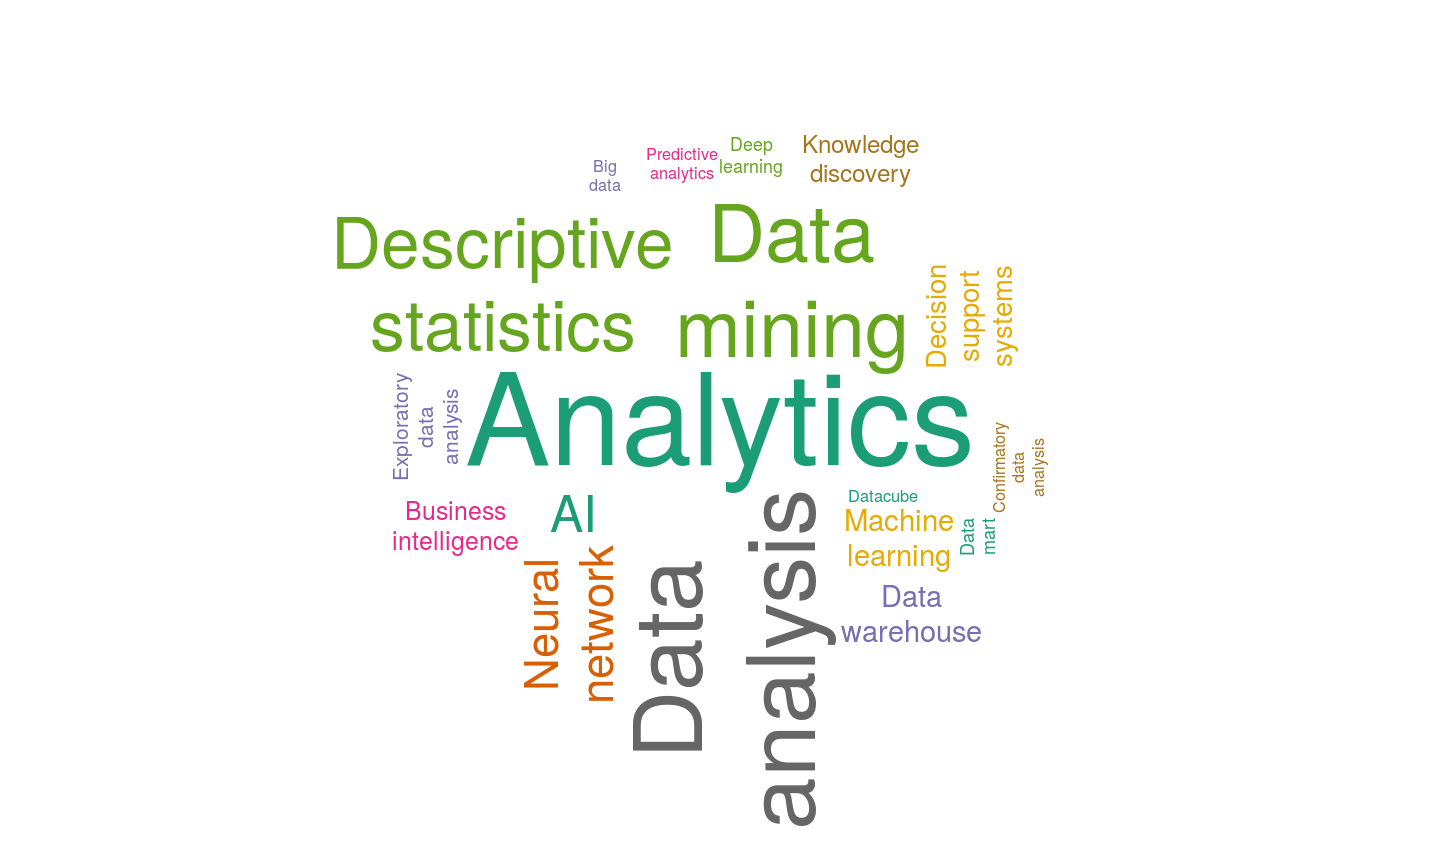 Big
data
Predictive
analytics
Deep
learning
Knowledge
discovery
Descriptive
statistics
Data
mining
Decision
support
systems
Exploratory
data
analysis
Analytics
Confirmatory
data
analysis
Business
intelligence
AI
Datacube
Machine
learning
Data
mart
Neural
network
Data
analysis
Data
warehouse